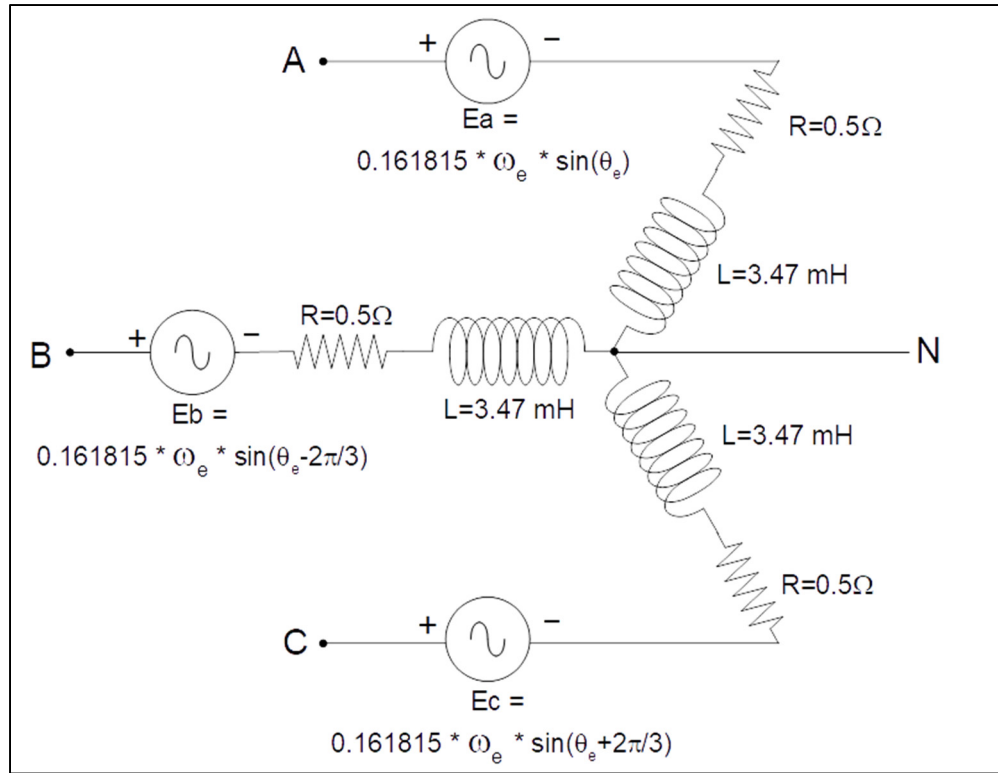 A
+
−
Ea =
0.161815 * ωe * sin(θe)
R=0.5Ω
L=3.47 mH
B
+
−
R=0.5Ω
L=3.47 mH
Eb =
0.161815 * ωe * sin(θe-2π/3)
N
L=3.47 mH
R=0.5Ω
C
+
−
Ec =
0.161815 * ωe * sin(θe+2π/3)